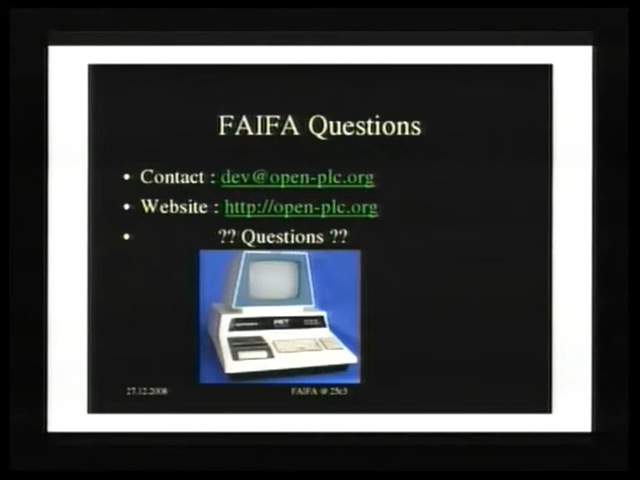 FAIFA Questions
• Contact : dev@open-plc.org
• Website : http://open-plc.org
• ?? Questions ??
PET
27.12.2008
FAIFA @ 25c3